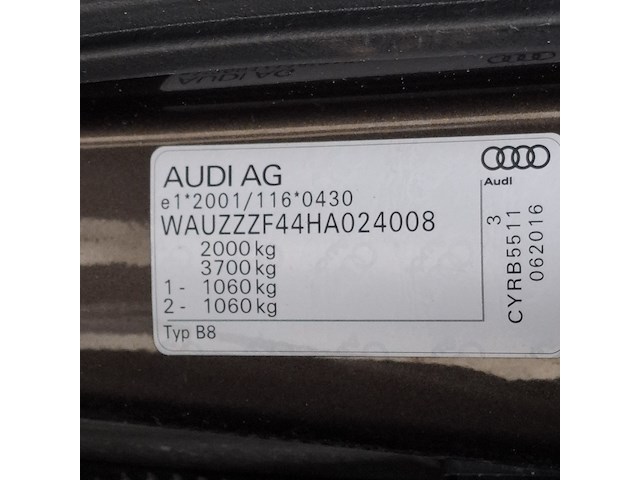 AUDI AG
e1*2001/116*0430
WAUZZZF44HA024008
2000 kg
3700 kg
1 - 1060 kg
2 - 1060 kg
Typ B8
Audi
3
CYRB5511
062016